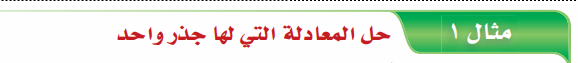 مثال ١
حل المعادلة التي لها جذر واحد